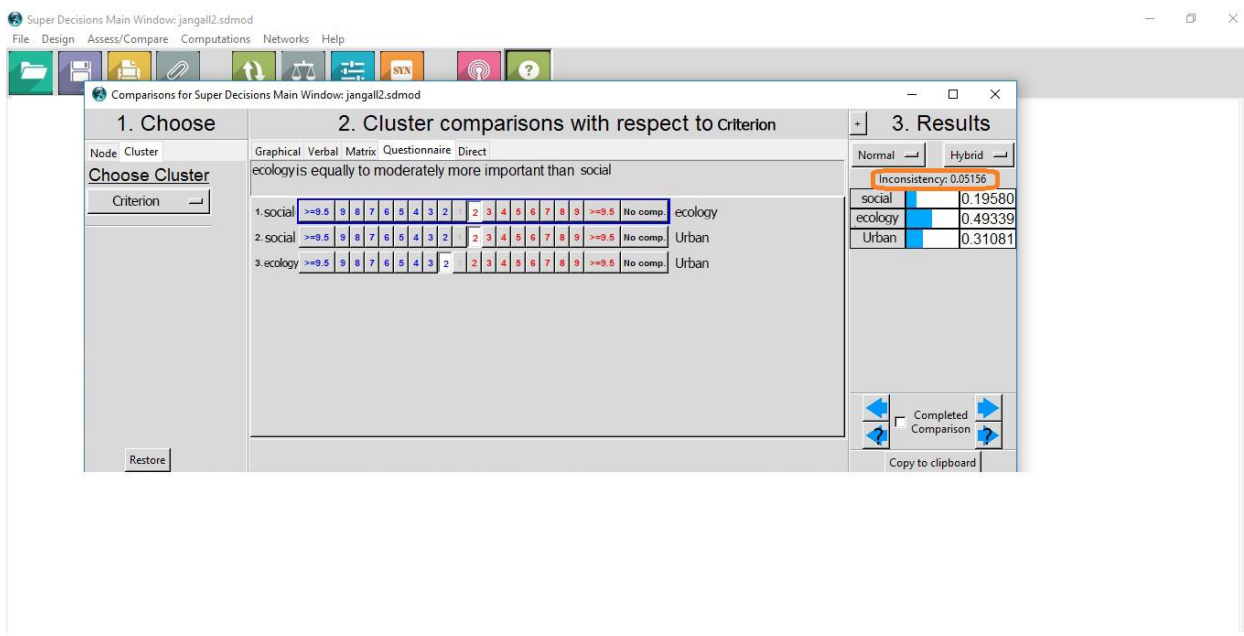 Super Decisions Main Window: jangall2.sdmod
File Design Assess/Compare Computations Networks Help
SYN ?
Comparisons for Super Decisions Main Window: jangall2.sdmod
1. Choose
Node Cluster
Choose Cluster
Criterion
Restore
2. Cluster comparisons with respect to Criterion
Graphical Verbal Matrix Questionnaire Direct
ecology is equally to moderately more important than social
1. social >=9.5 9 8 7 6 5 4 3 2 1 2 3 4 5 6 7 8 9 >=9.5 No comp. ecology
2. social >=9.5 9 8 7 6 5 4 3 2 1 2 3 4 5 6 7 8 9 >=9.5 No comp. Urban
3. ecology >=9.5 9 8 7 6 5 4 3 2 1 2 3 4 5 6 7 8 9 >=9.5 No comp. Urban
+ 3. Results
Normal Hybrid
Inconsistency: 0.05156
social 0.19580
ecology 0.49339
Urban 0.31081
Completed
Comparison
? ?
Copy to clipboard